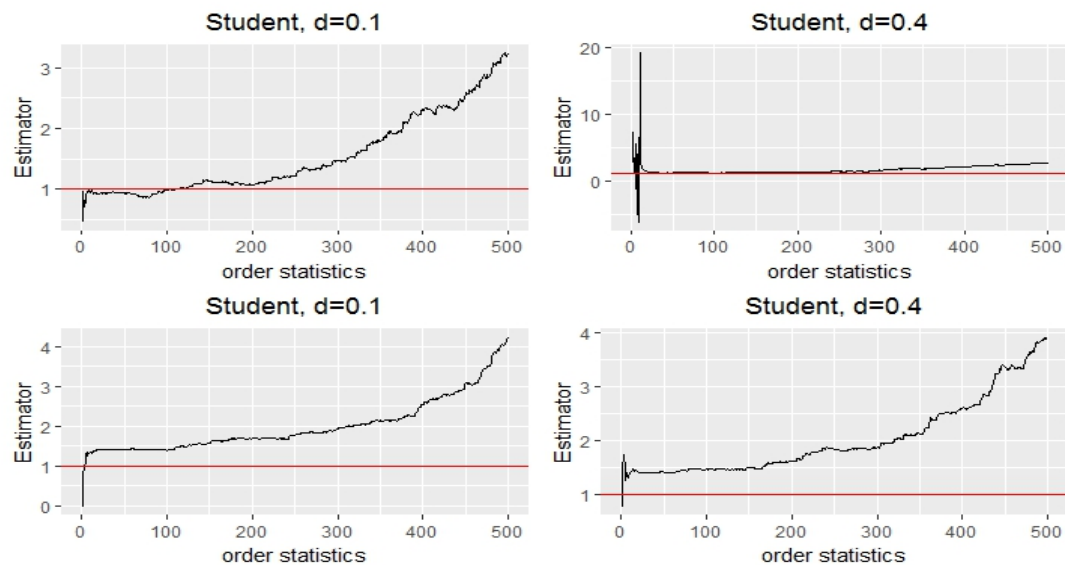 Student, d=0.1
Estimator
3
2
1
0 100 200 300 400 500
order statistics
Student, d=0.4
Estimator
20
10
0
0 100 200 300 400 500
order statistics
Student, d=0.1
Estimator
4
3
2
1
0
0 100 200 300 400 500
order statistics
Student, d=0.4
Estimator
4
3
2
1
0 100 200 300 400 500
order statistics